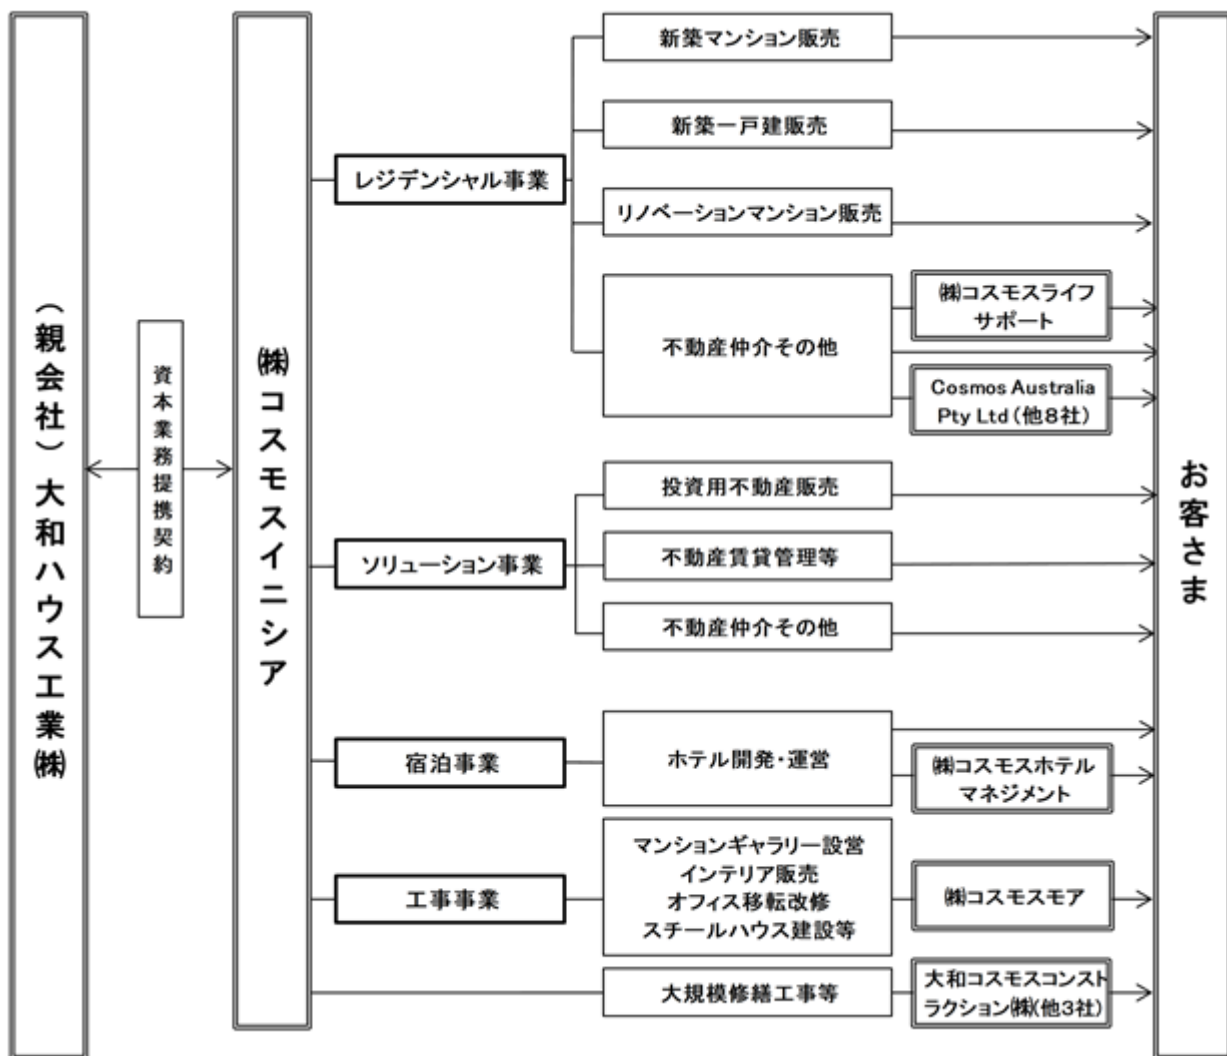 （親会社）大和ハウス工業㈱
資本業務提携契約
㈱コスモスイニシア
レジデンシャル事業
新築マンション販売
新築一戸建販売
リノベーションマンション販売
不動産仲介その他
㈱コスモスライフ
サポート
Cosmos Australia
Pty Ltd（他８社）
ソリューション事業
投資用不動産販売
不動産賃貸管理等
不動産仲介その他
宿泊事業
ホテル開発・運営
㈱コスモスホテル
マネジメント
工事事業
マンションギャラリー設営
インテリア販売
オフィス移転改修
スチールハウス建設等
㈱コスモスモア
大規模修繕工事等
大和コスモスコンスト
ラクション㈱(他３社)
お客さま